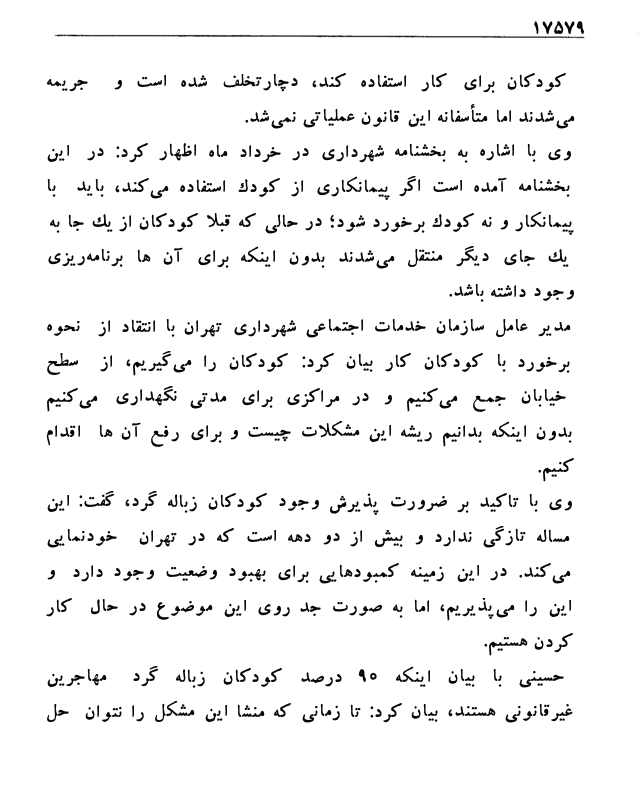 ۱۷۵۷۹
کودکان برای کار استفاده کند، دچارتخلف شده است و جریمه
می‌شدند اما متأسفانه این قانون عملیاتی نمی‌شد.
وی با اشاره به بخشنامه شهرداری در خرداد ماه اظهار کرد: در این
بخشنامه آمده است اگر پیمانکاری از کودك استفاده می‌کند، باید با
پیمانکار و نه کودك برخورد شود؛ در حالی که قبلا کودکان از یك جا به
یك جای دیگر منتقل می‌شدند بدون اینکه برای آن ها برنامه‌ریزی
وجود داشته باشد.
مدیر عامل سازمان خدمات اجتماعی شهرداری تهران با انتقاد از نحوه
برخورد با کودکان کار بیان کرد: کودکان را می‌گیریم، از سطح
خیابان جمع می‌کنیم و در مراکزی برای مدتی نگهداری می‌کنیم
بدون اینکه بدانیم ریشه این مشکلات چیست و برای رفع آن ها اقدام
کنیم.
وی با تاکید بر ضرورت پذیرش وجود کودکان زباله گرد، گفت: این
مساله تازگی ندارد و بیش از دو دهه است که در تهران خودنمایی
می‌کند. در این زمینه کمبودهایی برای بهبود وضعیت وجود دارد و
این را می‌پذیریم، اما به صورت جد روی این موضوع در حال کار
کردن هستیم.
حسینی با بیان اینکه ۹۰ درصد کودکان زباله گرد مهاجرین
غیرقانونی هستند، بیان کرد: تا زمانی که منشا این مشکل را نتوان حل